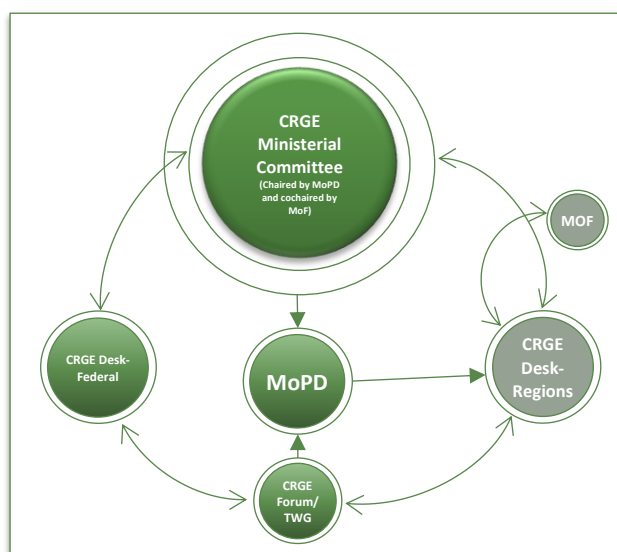 CRGE
Ministerial
Committee
(Chaired by MoPD
and cochaired by
MoF)
MOF
CRGE Desk-
Federal
MoPD
CRGE
Desk-
Regions
CRGE
Forum/
TWG